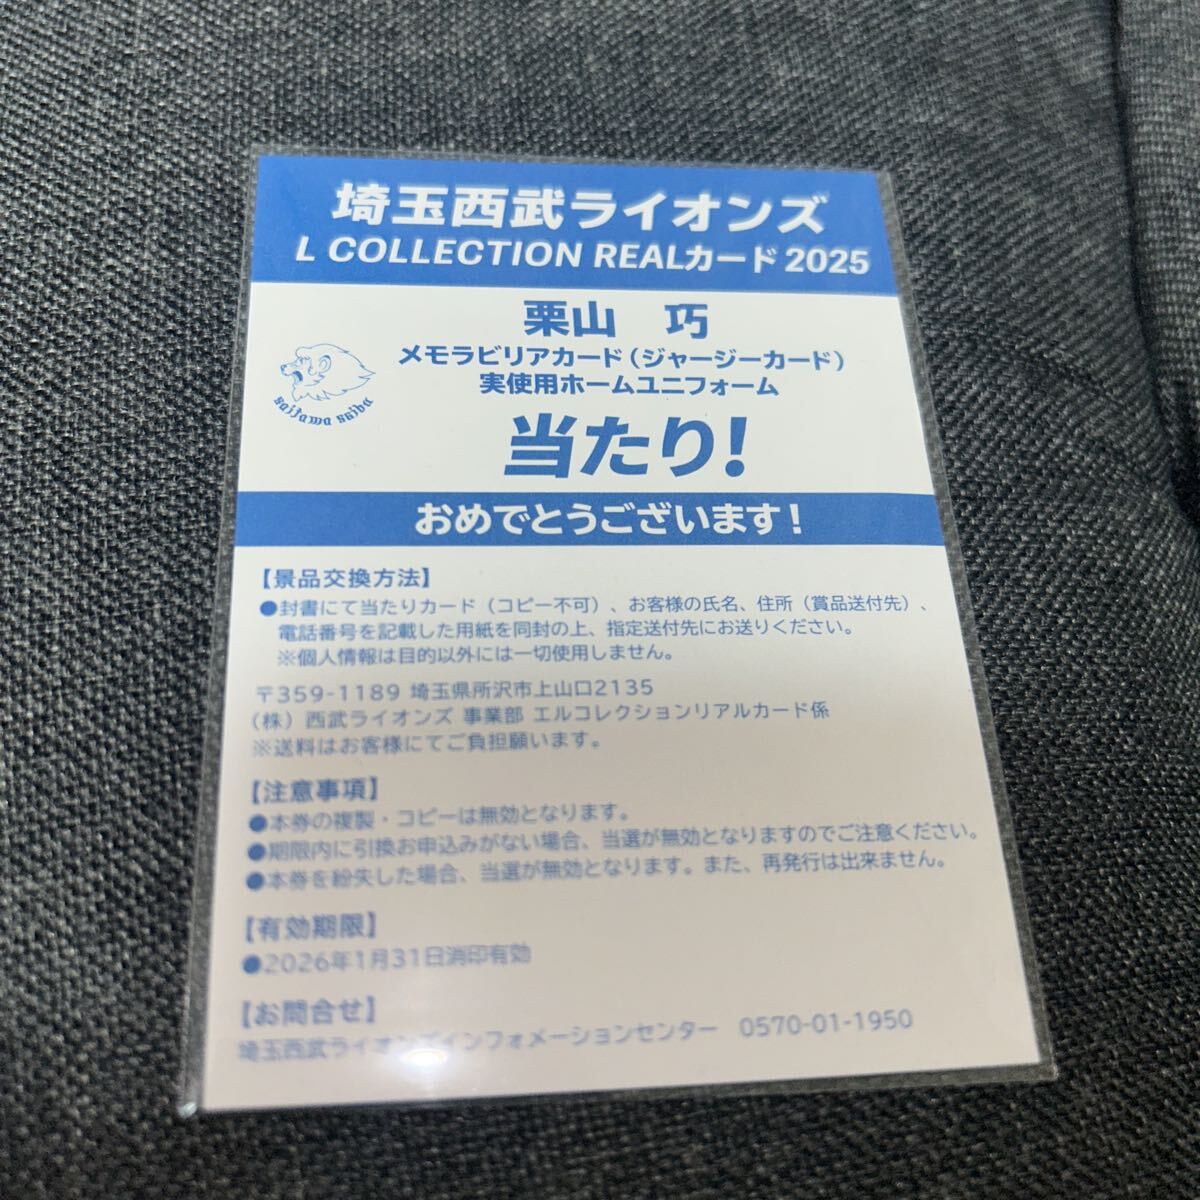 埼玉西武ライオンズ
L COLLECTION REALカード 2025
栗山 巧
メモラビリアカード(ジャージーカード)
実使用ホームユニフォーム
当たり!
saitama seibu
おめでとうございます!
【景品交換方法】
●封書にて当たりカード(コピー不可)、お客様の氏名、住所(賞品送付先)、
電話番号を記載した用紙を同封の上、指定送付先にお送りください。
※個人情報は目的以外には一切使用しません。
〒359-1189 埼玉県所沢市上山口2135
(株)西武ライオンズ 事業部 エルコレクションリアルカード係
※送料はお客様にてご負担願います。
【注意事項】
●本券の複製・コピーは無効となります。
●期限内に引換お申込みがない場合、当選が無効となりますのでご注意ください。
●本券を紛失した場合、当選が無効となります。また、再発行は出来ません。
【有効期限】
●2026年1月31日消印有効
【お問合せ】
埼玉西武ライオンズインフォメーションセンター 0570-01-1950